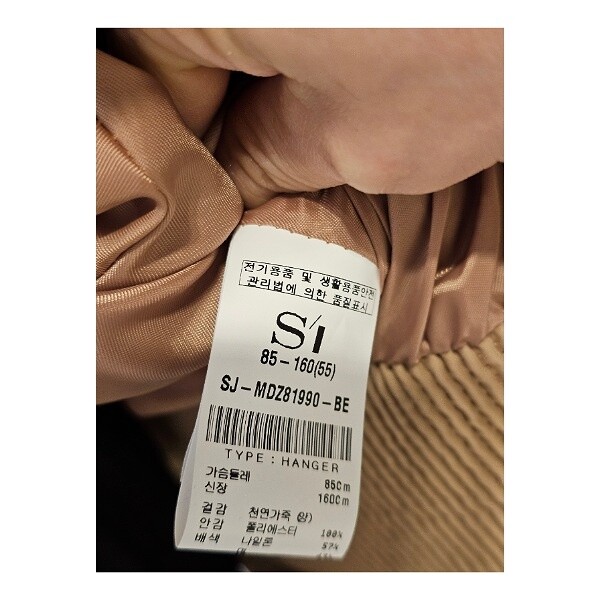 전기용품 및 생활용품안전
관리법에 의한 품질표시
S/I
85-160(55)
SJ-MDZ81990-BE
TYPE : HANGER
가슴둘레 85cm
신장 160cm
겉감 천연가죽 (양) 100%
안감 폴리에스터
배색 나일론 57%